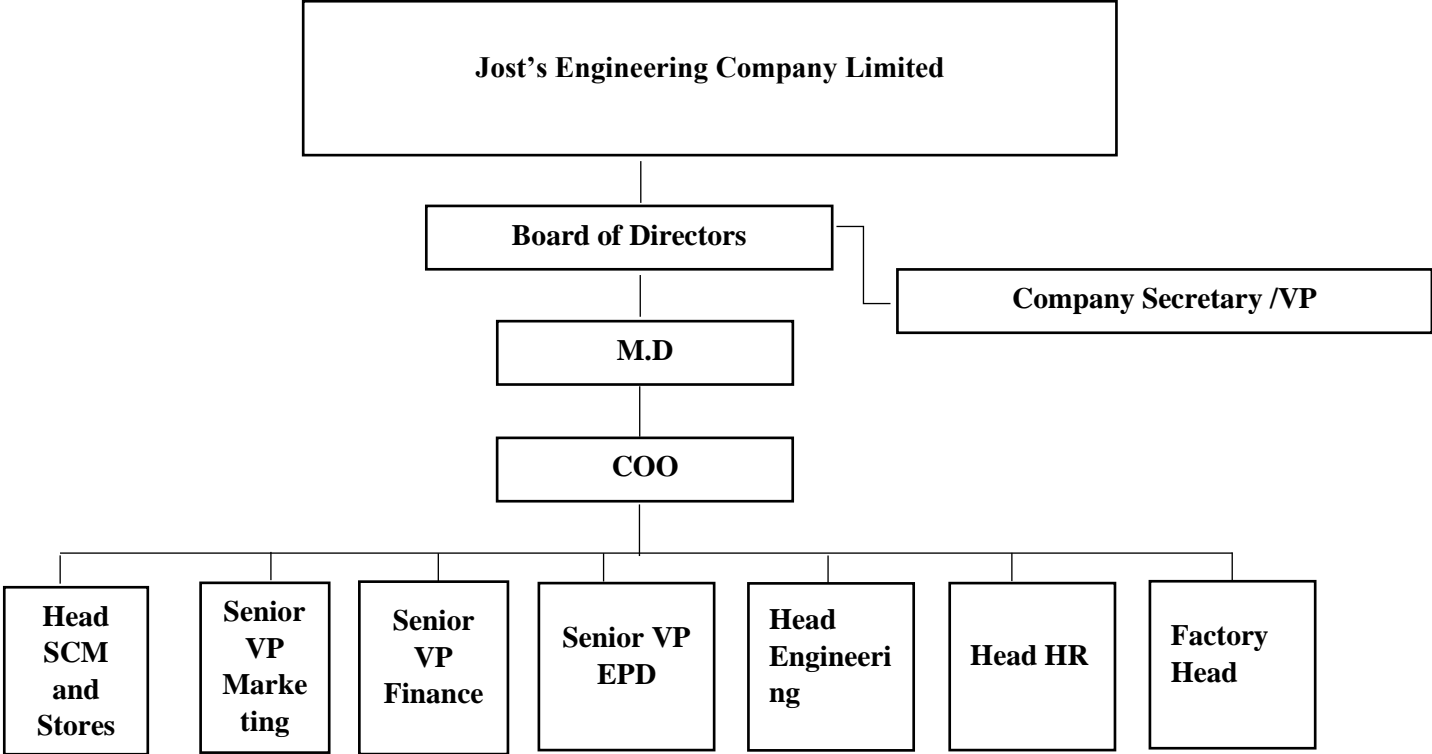 Jost’s Engineering Company Limited
Board of Directors
Company Secretary /VP
M.D
COO
Head
SCM
and
Stores
Senior
VP
Marke
ting
Senior
VP
Finance
Senior VP
EPD
Head
Engineeri
ng
Head HR
Factory
Head